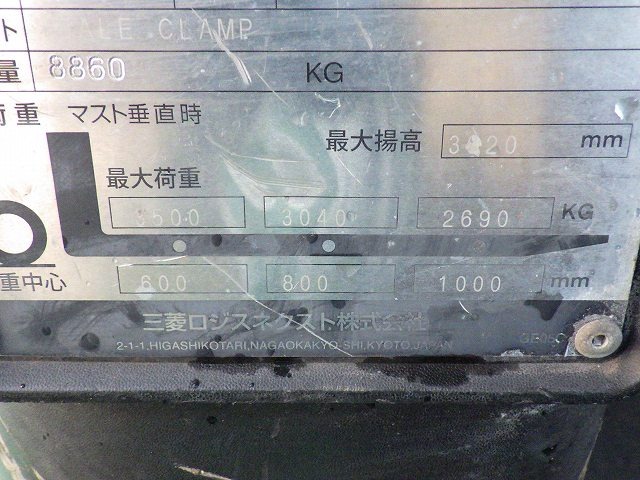 ト ALE CLAMP
量 8860 KG
荷重 マスト垂直時
最大揚高 mm
最大荷重
3500 3040 2690 KG
600 800 1000 mm
重中心
三菱ロジスネクスト株式会社
2-1-1,HIGASHIKOTARI,NAGAOKAKYO-SHI,KYOTO,JAPAN